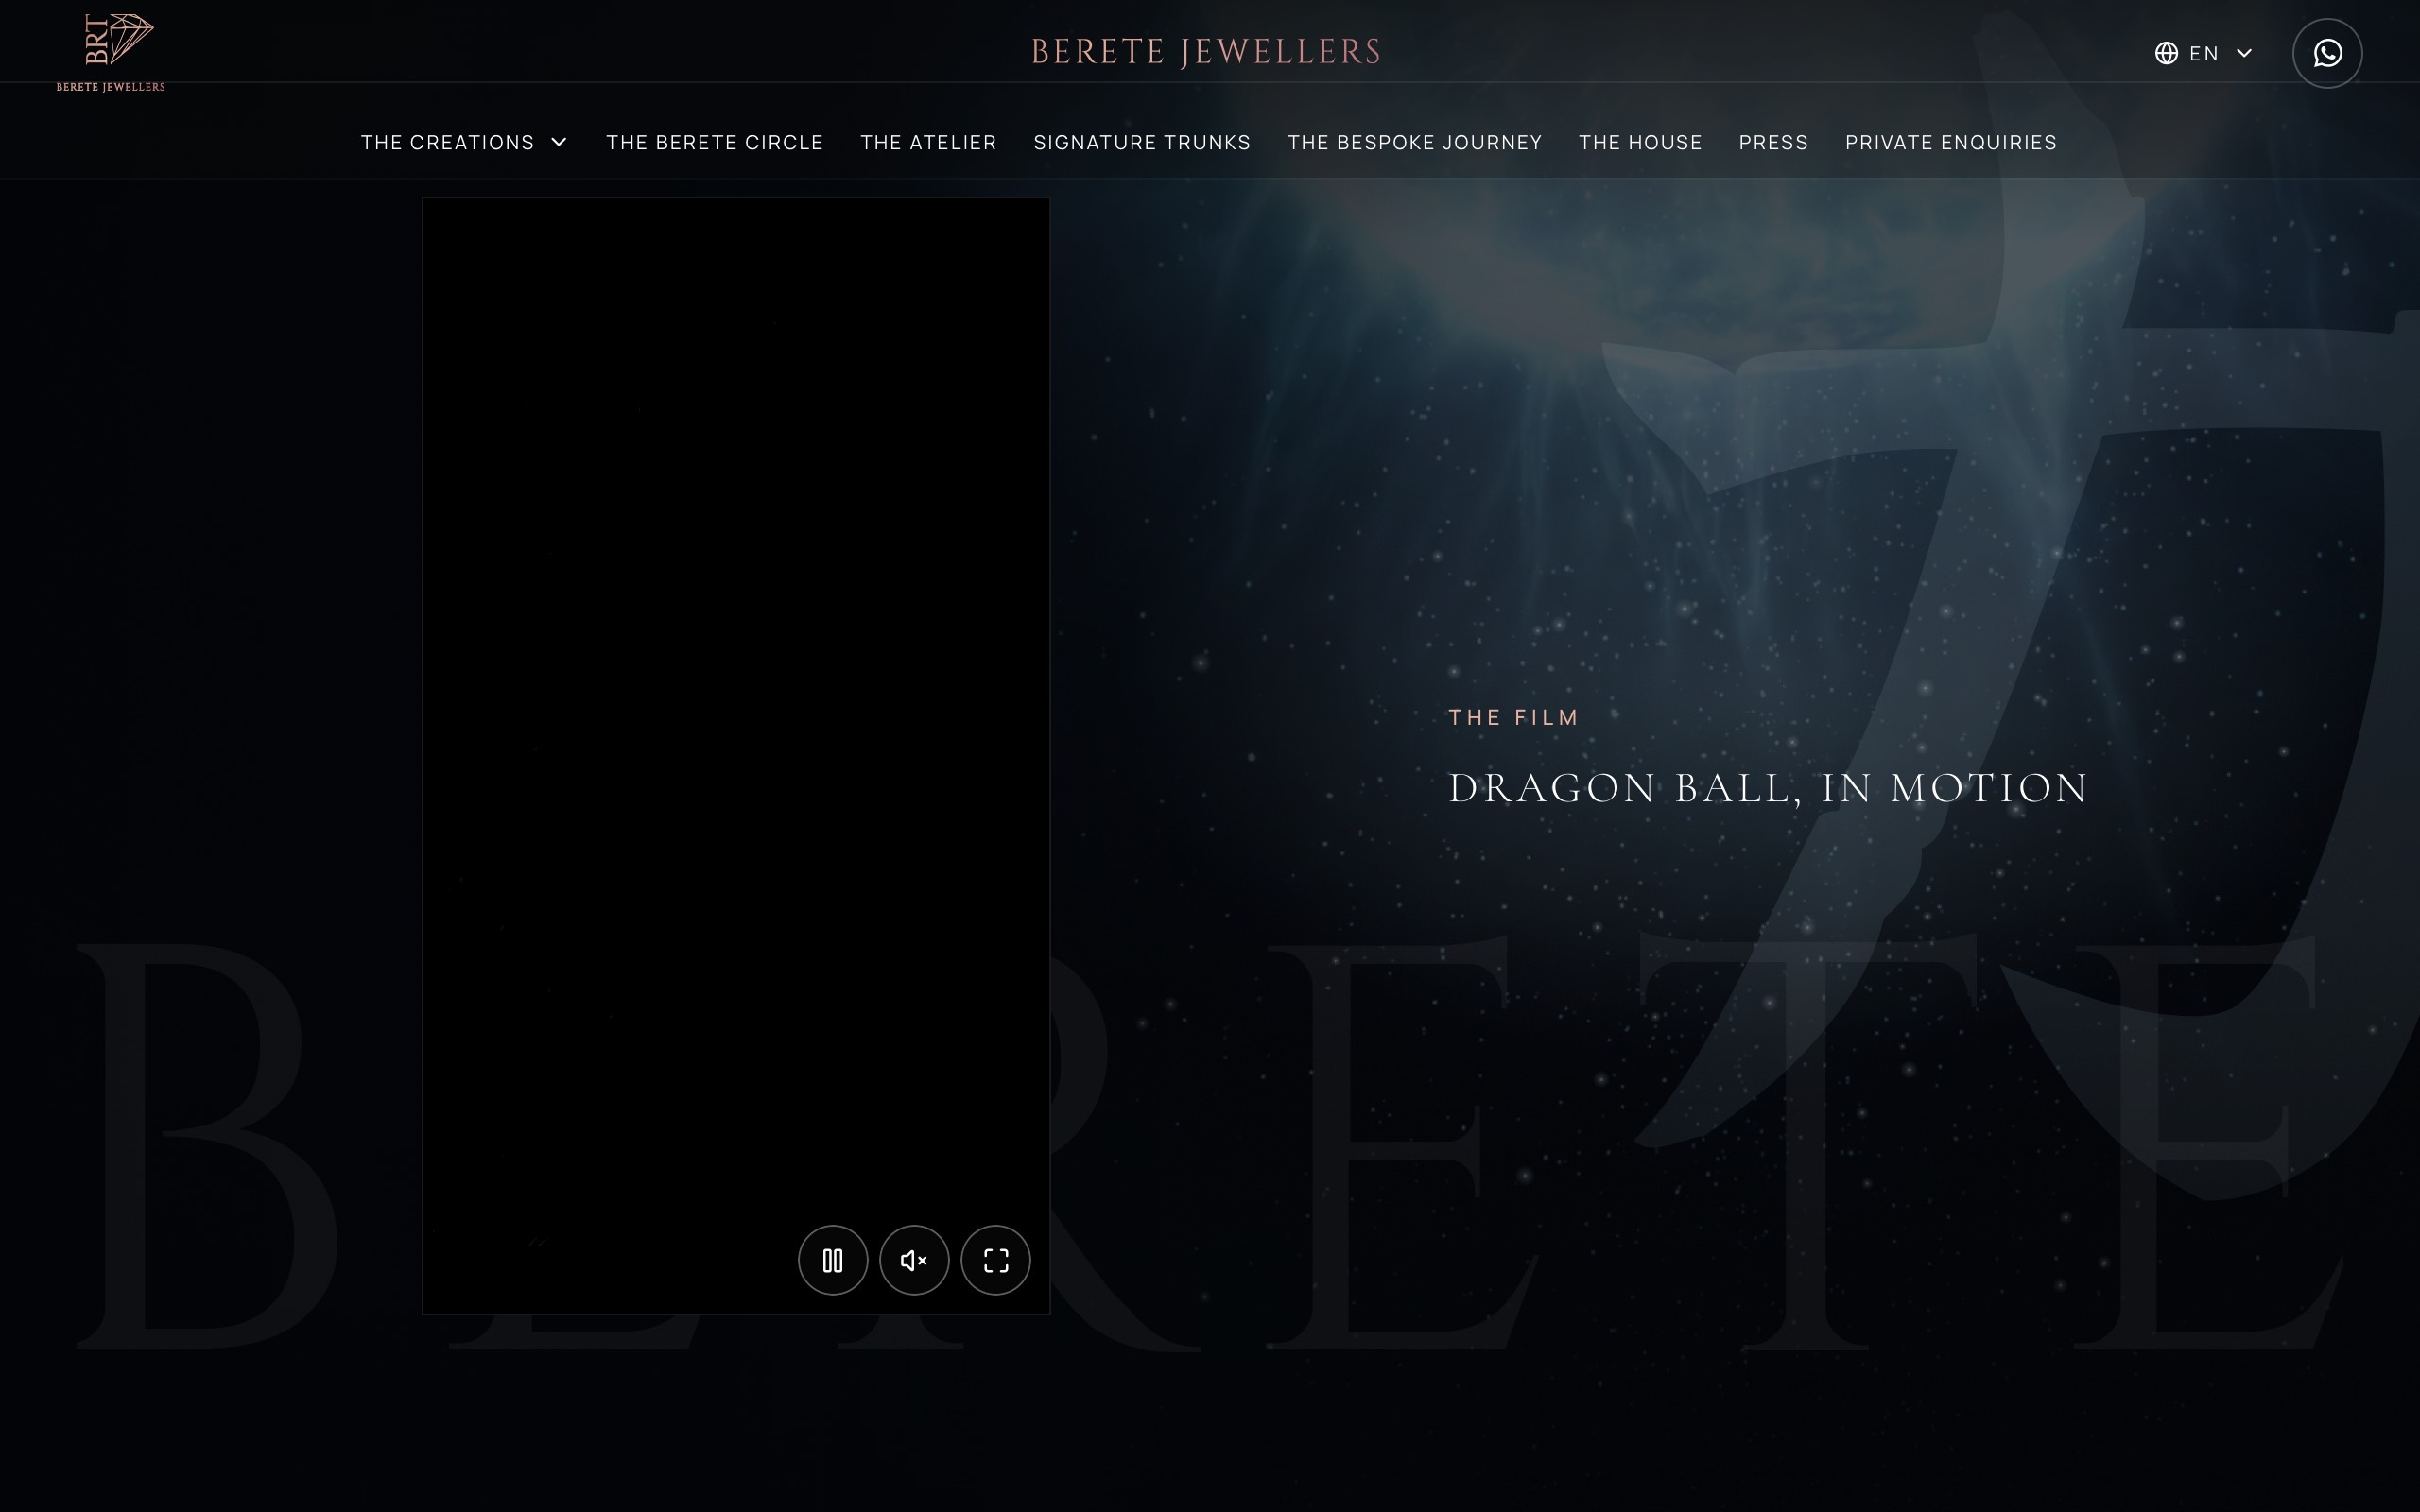 BRT
BERETE JEWELLERS
BERETE JEWELLERS
EN
THE CREATIONS THE BERETE CIRCLE THE ATELIER SIGNATURE TRUNKS THE BESPOKE JOURNEY THE HOUSE PRESS PRIVATE ENQUIRIES
THE FILM
DRAGON BALL, IN MOTION
BERETE